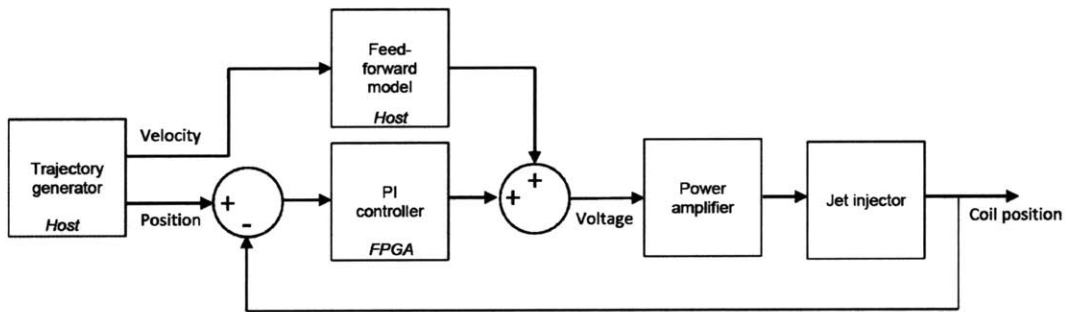 Feed-
forward
model
Host
Velocity
Trajectory
generator
Host
Position
+
-
PI
controller
FPGA
+
+
Voltage
Power
amplifier
Jet injector
Coil position